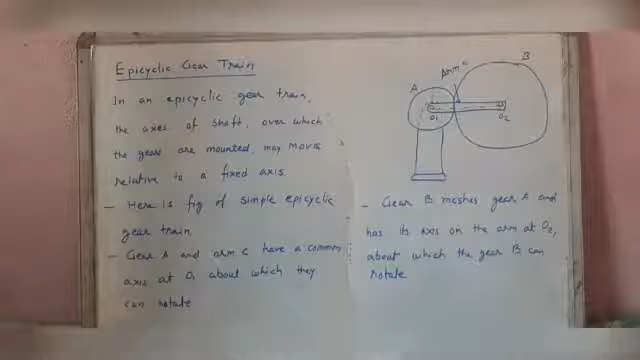 Epicyclic Gear Train
In an epicyclic gear train,
the axes of shaft, over which
the gears are mounted, may move
relative to a fixed axis.
- Here is fig of simple epicyclic
gear train.
- Gear A and arm C have a common
axis at O1 about which they
can rotate
A
Arm C
B
O1
O2
- Gear B meshes gear A and
has its axis on the arm at O2,
about which the gear B can
rotate